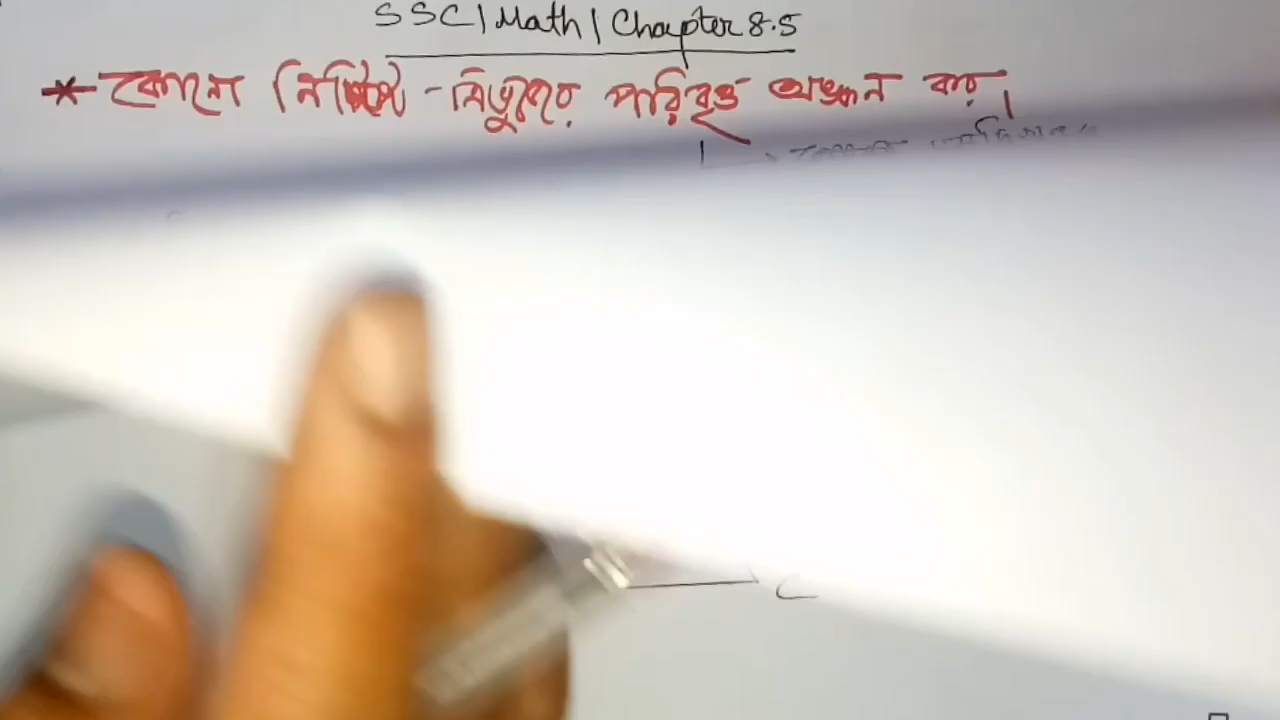 SSC | Math | Chapter 8.5
* কোনো নির্দিষ্ট ত্রিভুজের পরিবৃত্ত অঙ্কন কর।
C